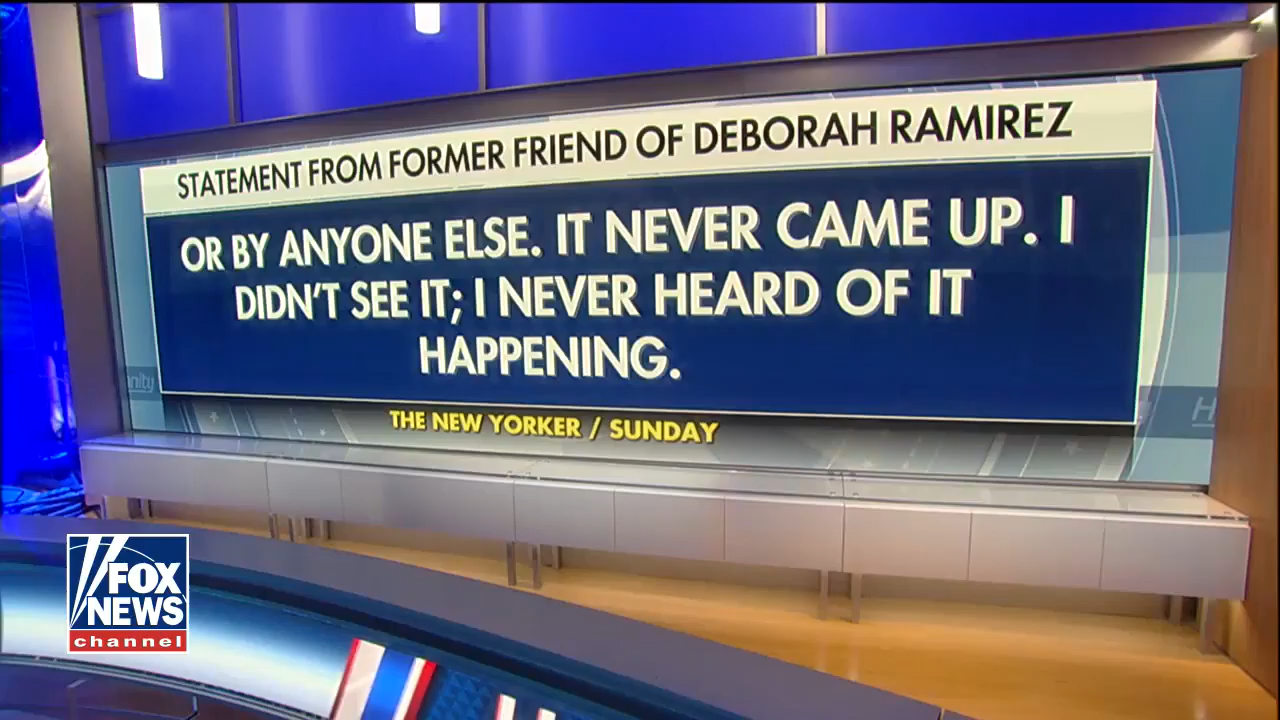 STATEMENT FROM FORMER FRIEND OF DEBORAH RAMIREZ
OR BY ANYONE ELSE. IT NEVER CAME UP. I
DIDN'T SEE IT; I NEVER HEARD OF IT
HAPPENING.
THE NEW YORKER / SUNDAY
FOX
NEWS
channel